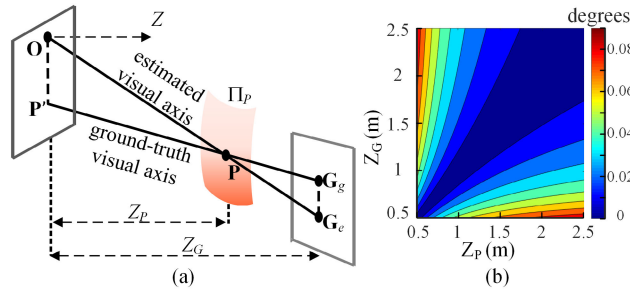 Z
O
estimated
visual axis
Π_P
P'
ground-truth
visual axis
P
G_g
G_e
Z_P
Z_G
(a)
degrees
2.5
2
1.5
1
0.5
Z_G (m)
0.5 1 1.5 2 2.5
Z_P (m)
0.08
0.06
0.04
0.02
0
(b)